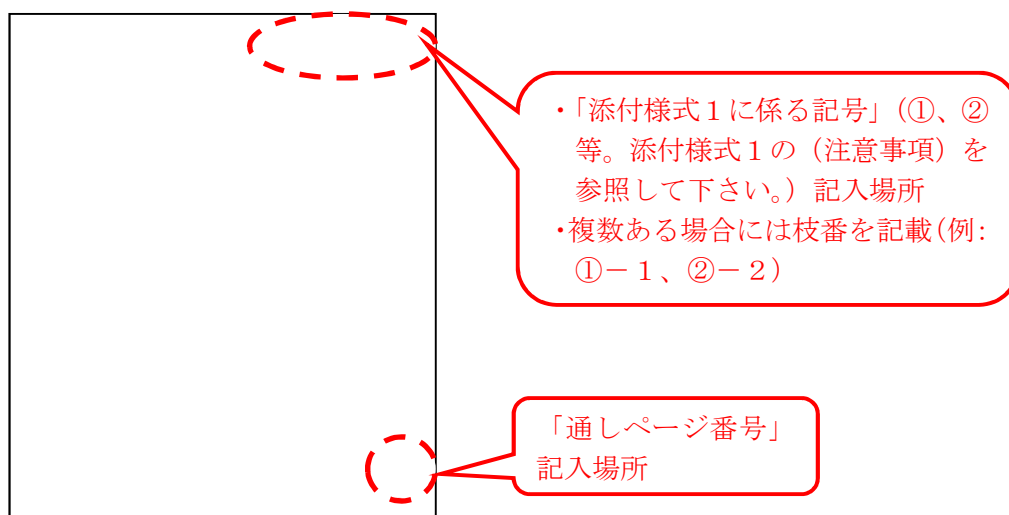 ・「添付様式１に係る記号」（①、②
等。添付様式１の（注意事項）を
参照して下さい。）記入場所
・複数ある場合には枝番を記載（例：
①－１、②－２）
「通しページ番号」
記入場所